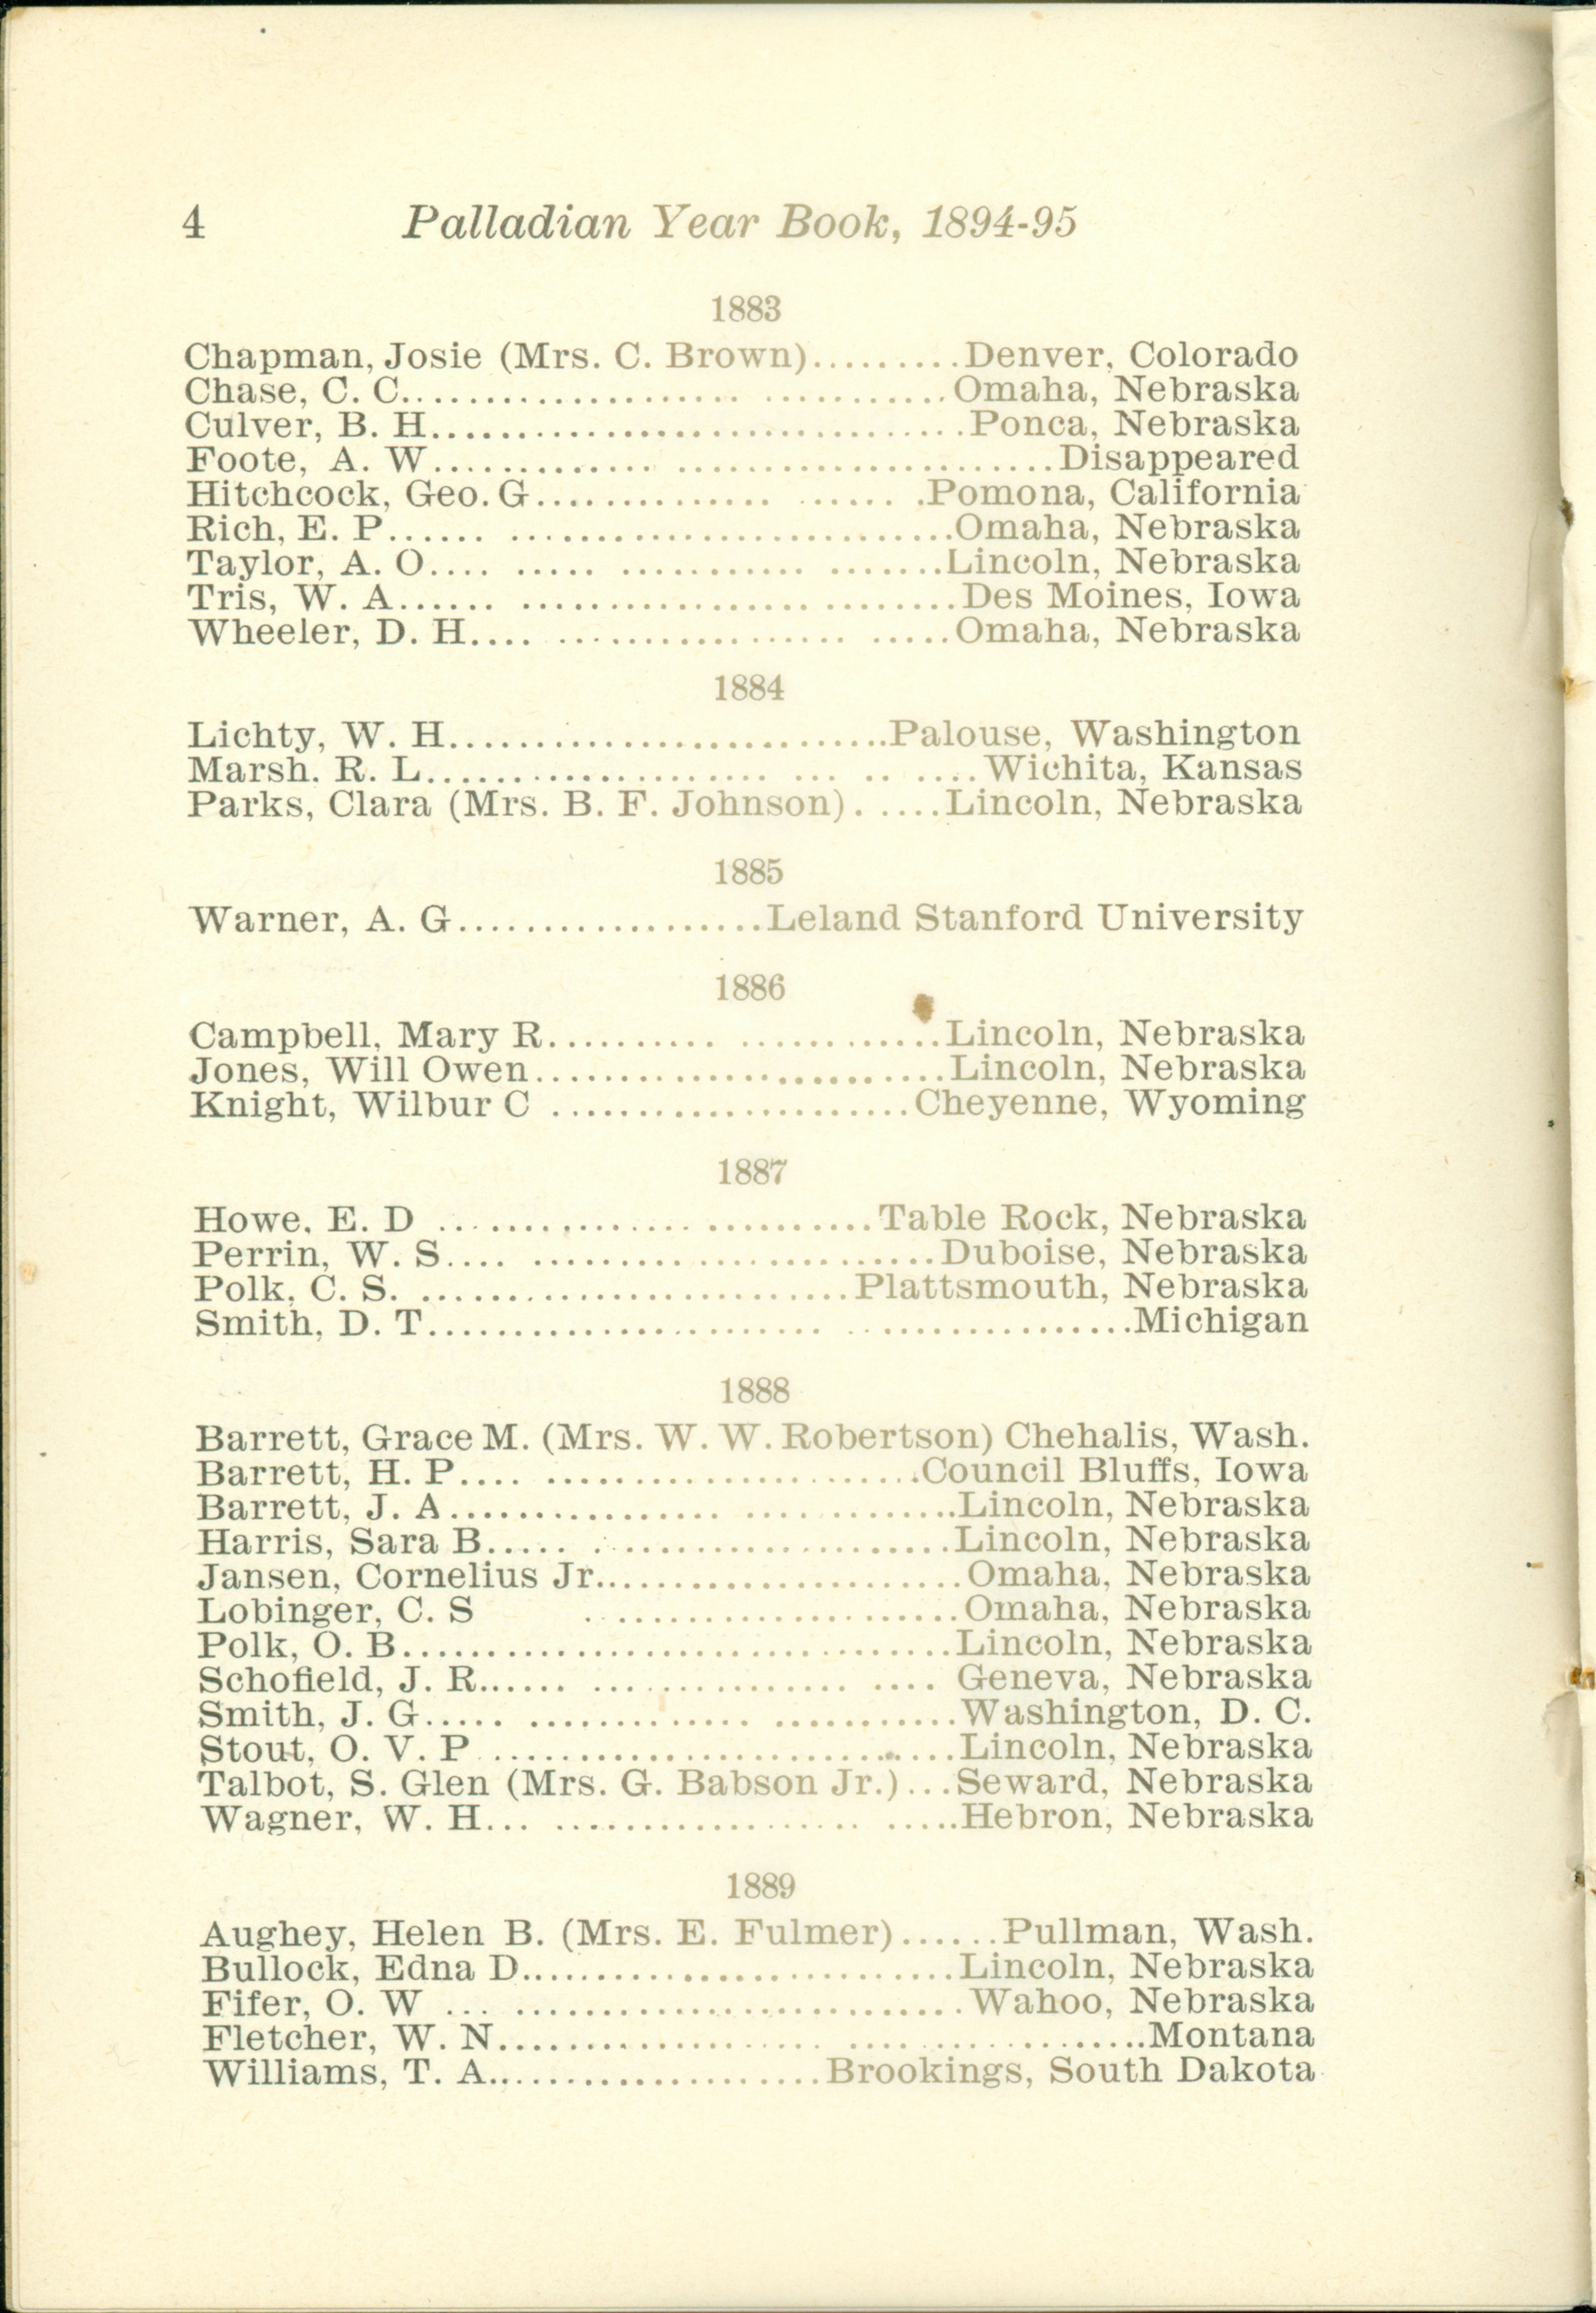 4 Palladian Year Book, 1894-95
1883
Chapman, Josie (Mrs. C. Brown)..........Denver, Colorado
Chase, C. C.................... ...........Omaha, Nebraska
Culver, B. H................................Ponca, Nebraska
Foote, A. W............. ......................Disappeared
Hitchcock, Geo. G.............. ...... .Pomona, California
Rich, E. P...... ..........................Omaha, Nebraska
Taylor, A. O.... ..... ........... .......Lincoln, Nebraska
Tris, W. A...... .................. ........Des Moines, Iowa
Wheeler, D. H.... ................. .....Omaha, Nebraska
1884
Lichty, W. H..........................Palouse, Washington
Marsh. R. L.................... ... .. ....Wichita, Kansas
Parks, Clara (Mrs. B. F. Johnson). .....Lincoln, Nebraska
1885
Warner, A. G..................Leland Stanford University
1886
Campbell, Mary R.......... ............Lincoln, Nebraska
Jones, Will Owen........................Lincoln, Nebraska
Knight, Wilbur C .....................Cheyenne, Wyoming
1887
Howe. E. D ............... ..........Table Rock, Nebraska
Perrin, W. S.... ........................Duboise, Nebraska
Polk, C. S. .........................Plattsmouth, Nebraska
Smith, D. T........................ . ...............Michigan
1888
Barrett, Grace M. (Mrs. W. W. Robertson) Chehalis, Wash.
Barrett, H. P.... ......................Council Bluffs, Iowa
Barrett, J. A................ .............Lincoln, Nebraska
Harris, Sara B..... .....................Lincoln, Nebraska
Jansen, Cornelius Jr......................Omaha, Nebraska
Lobinger, C. S ......................Omaha, Nebraska
Polk, O. B................................Lincoln, Nebraska
Schofield, J. R...... ............... .... Geneva, Nebraska
Smith, J. G..... ............. ...........Washington, D. C.
Stout, O. V. P ............................Lincoln, Nebraska
Talbot, S. Glen (Mrs. G. Babson Jr.)...Seward, Nebraska
Wagner, W. H... .................. .....Hebron, Nebraska
1889
Aughey, Helen B. (Mrs. E. Fulmer)......Pullman, Wash.
Bullock, Edna D..........................Lincoln, Nebraska
Fifer, O. W ... ..........................Wahoo, Nebraska
Fletcher, W. N................... .... ............Montana
Williams, T. A....................Brookings, South Dakota